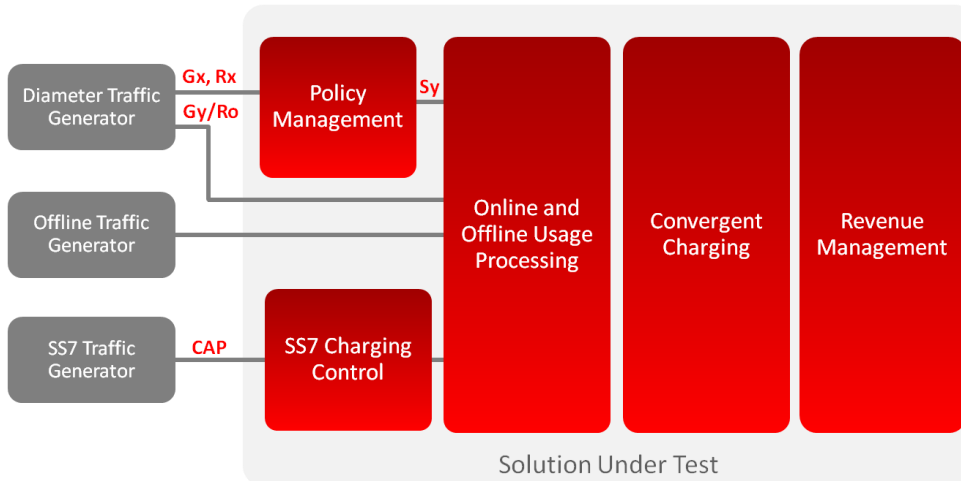 Diameter Traffic
Generator
Gx, Rx
Gy/Ro
Policy
Management
Sy
Offline Traffic
Generator
Online and
Offline Usage
Processing
Convergent
Charging
Revenue
Management
SS7 Traffic
Generator
CAP
SS7 Charging
Control
Solution Under Test